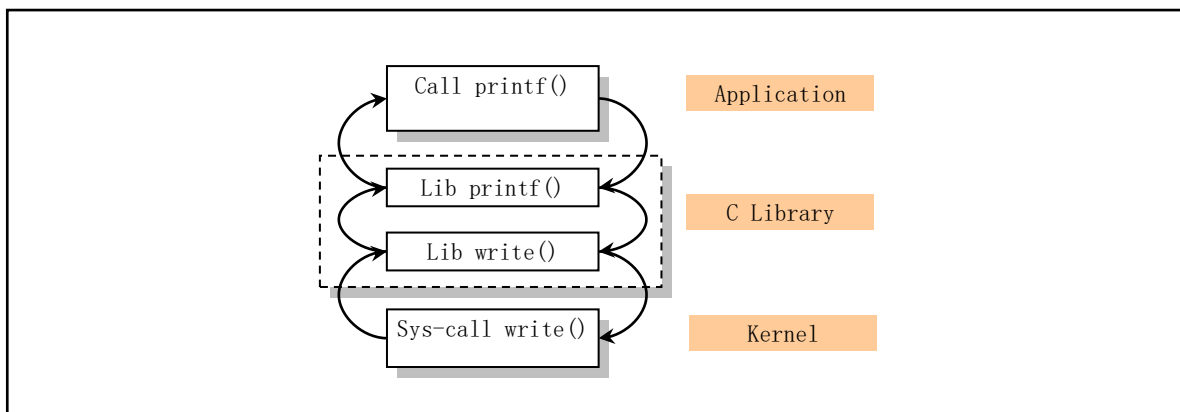 Call printf()
Application
Lib printf()
C Library
Lib write()
Sys-call write()
Kernel